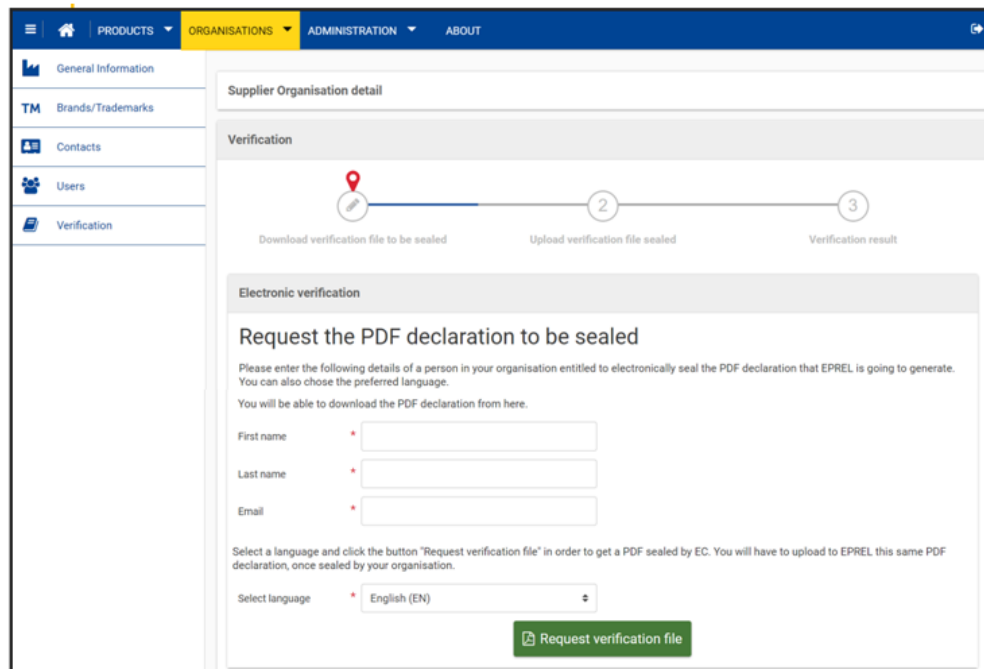 PRODUCTS
ORGANISATIONS
ADMINISTRATION
ABOUT
General Information
TM Brands/Trademarks
Contacts
Users
Verification
Supplier Organisation detail
Verification
2
3
Download verification file to be sealed
Upload verification file sealed
Verification result
Electronic verification
Request the PDF declaration to be sealed
Please enter the following details of a person in your organisation entitled to electronically seal the PDF declaration that EPREL is going to generate.
You can also chose the preferred language.
You will be able to download the PDF declaration from here.
First name *
Last name *
Email *
Select a language and click the button "Request verification file" in order to get a PDF sealed by EC. You will have to upload to EPREL this same PDF
declaration, once sealed by your organisation.
Select language * English (EN)
Request verification file